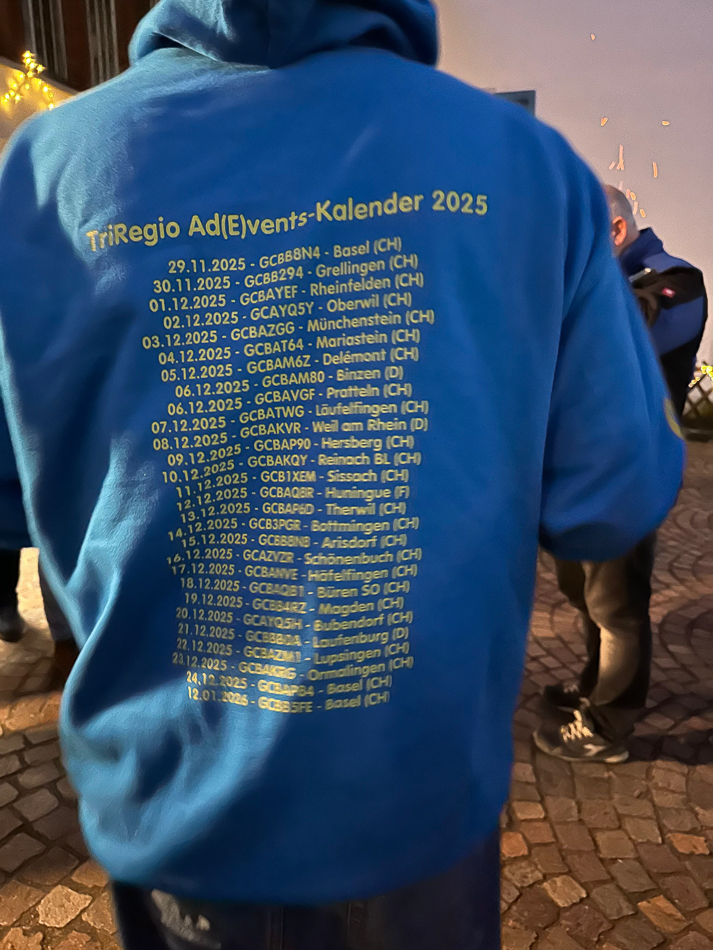 TriRegio Ad(E)vents-Kalender 2025
29.11.2025 - GCBB8N4 - Basel (CH)
30.11.2025 - GCBB294 - Grellingen (CH)
01.12.2025 - GCBAYEF - Rheinfelden (CH)
02.12.2025 - GCAYQ5Y - Oberwil (CH)
03.12.2025 - GCBAZGG - Münchenstein (CH)
04.12.2025 - GCBAT64 - Mariastein (CH)
05.12.2025 - GCBAM6Z - Delémont (CH)
06.12.2025 - GCBAM80 - Binzen (D)
06.12.2025 - GCBAVGF - Pratteln (CH)
07.12.2025 - GCBATWG - Läufelfingen (CH)
08.12.2025 - GCBAKVR - Weil am Rhein (D)
09.12.2025 - GCBAP90 - Hersberg (CH)
10.12.2025 - GCBAKQY - Reinach BL (CH)
11.12.2025 - GCB1XEM - Sissach (CH)
12.12.2025 - GCBAQ8R - Huningue (F)
13.12.2025 - GCBAP6D - Therwil (CH)
14.12.2025 - GCB3PGR - Bottmingen (CH)
15.12.2025 - GCBB8NB - Arisdorf (CH)
16.12.2025 - GCAZVZR - Schönenbuch (CH)
17.12.2025 - GCBANVE - Häfelfingen (CH)
18.12.2025 - GCBAQB1 - Büren SO (CH)
19.12.2025 - GCBB4RZ - Magden (CH)
20.12.2025 - GCAYQ5H - Bubendorf (CH)
21.12.2025 - - Laufenburg (D)
22.12.2025 - GCBAZM1 - Lupsingen (CH)
23.12.2025 - - Ormalingen (CH)
24.12.2025 - GCBAP84 - Basel (CH)
12.01.2026 - GCBB5FE - Basel (CH)